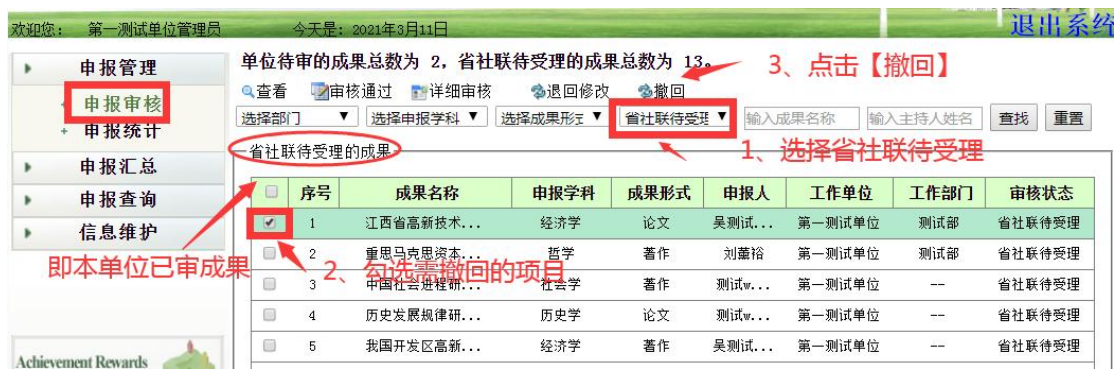 欢迎您： 第一测试单位管理员 今天是：2021年3月11日 退出系统
申报管理
申报审核
申报统计
申报汇总
申报查询
信息维护
即本单位已审成果
Achievement Rewards
单位待审的成果总数为 2，省社联待受理的成果总数为 13。
3、点击【撤回】
查看 审核通过 详细审核 退回修改 撤回
选择部门 选择申报学科 选择成果形式 省社联待受理 输入成果名称 输入主持人姓名 查找 重置
1、选择省社联待受理
省社联待受理的成果
序号 成果名称 申报学科 成果形式 申报人 工作单位 工作部门 审核状态
1 江西省高新技术... 经济学 论文 吴测试... 第一测试单位 测试部 省社联待受理
2 重思马克思资本... 哲学 著作 刘董裕 第一测试单位 测试部 省社联待受理
2、勾选需撤回的项目
3 中国社会进程研... 社会学 著作 测试w... 第一测试单位 -- 省社联待受理
4 历史发展规律研... 历史学 论文 测试w... 第一测试单位 -- 省社联待受理
5 我国开发区高新... 经济学 著作 吴测试... 第一测试单位 -- 省社联待受理